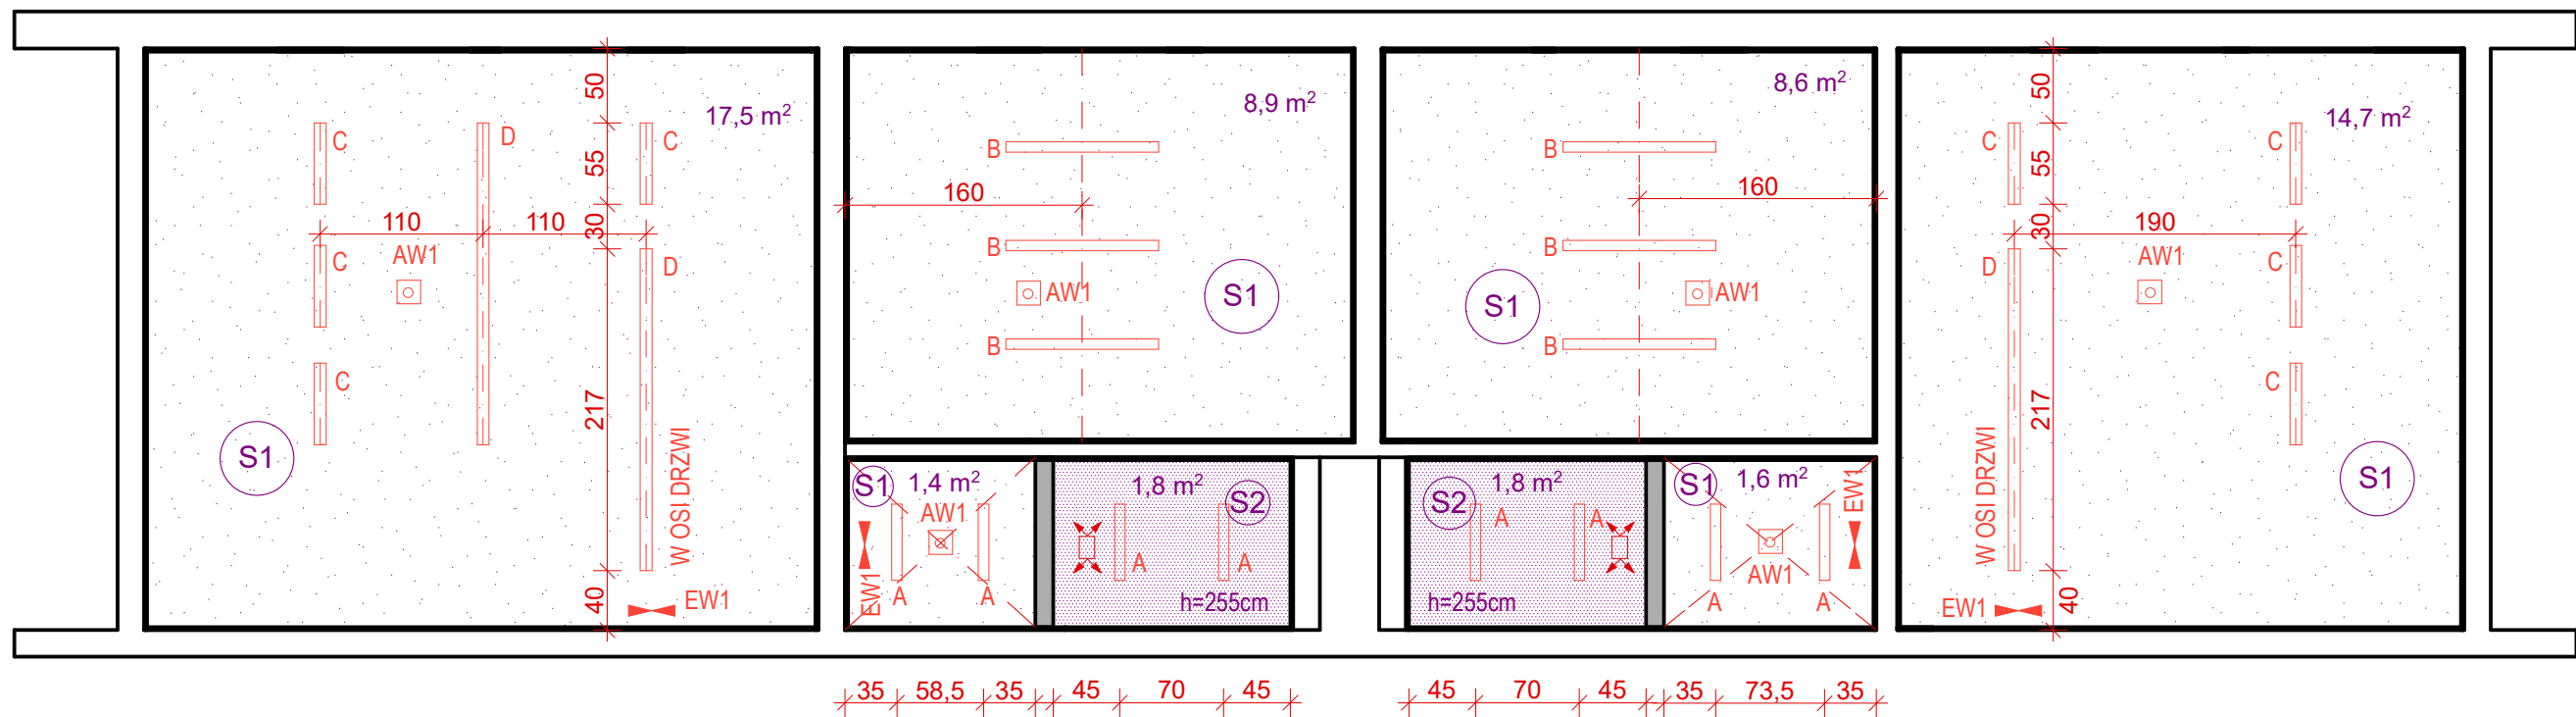 17,5 m²
C
D
C
50
55
30
217
40
110
110
AW1
C
D
C
S1
W OSI DRZWI
EW1
8,9 m²
B
160
B
AW1
S1
B
8,6 m²
B
160
B
S1
AW1
B
14,7 m²
C
C
50
55
30
217
40
190
AW1
D
C
C
W OSI DRZWI
S1
EW1
S1
1,4 m²
AW1
EW1
A
A
1,8 m²
S2
A
A
h=255cm
S2
1,8 m²
A
A
h=255cm
S1
1,6 m²
EW1
AW1
A
A
35
58,5
35
45
70
45
45
70
45
35
73,5
35